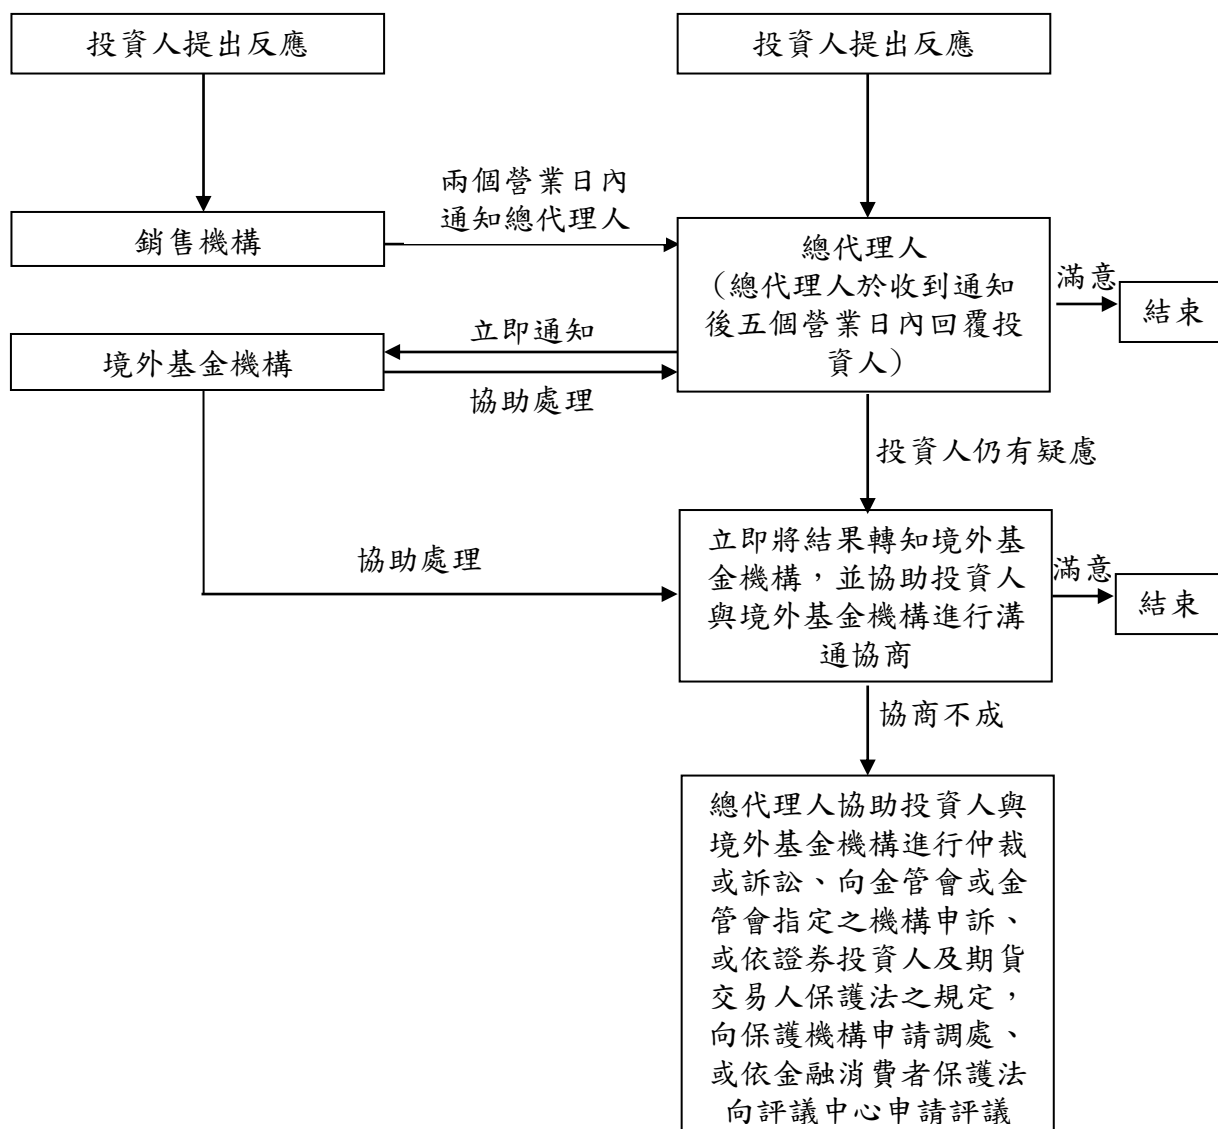 投資人提出反應
投資人提出反應
兩個營業日內
通知總代理人
銷售機構
總代理人
（總代理人於收到通知
後五個營業日內回覆投
資人）
滿意
結束
立即通知
境外基金機構
協助處理
投資人仍有疑慮
協助處理
立即將結果轉知境外基
金機構，並協助投資人
與境外基金機構進行溝
通協商
滿意
結束
協商不成
總代理人協助投資人與
境外基金機構進行仲裁
或訴訟、向金管會或金
管會指定之機構申訴、
或依證券投資人及期貨
交易人保護法之規定，
向保護機構申請調處、
或依金融消費者保護法
向評議中心申請評議